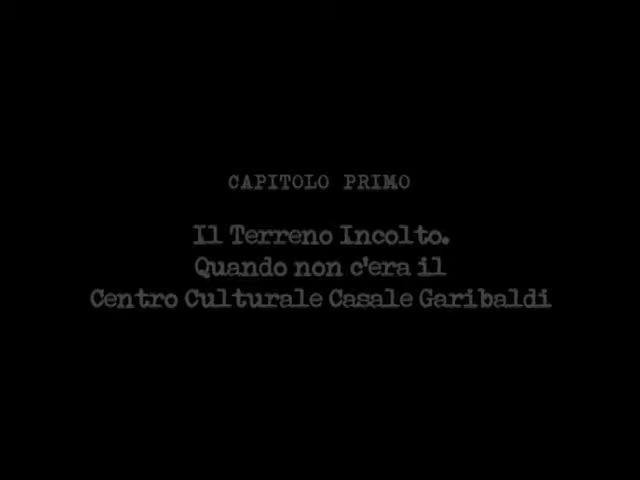 CAPITOLO PRIMO
Il Terreno Incolto.
Quando non c'era il
Centro Culturale Casale Garibaldi